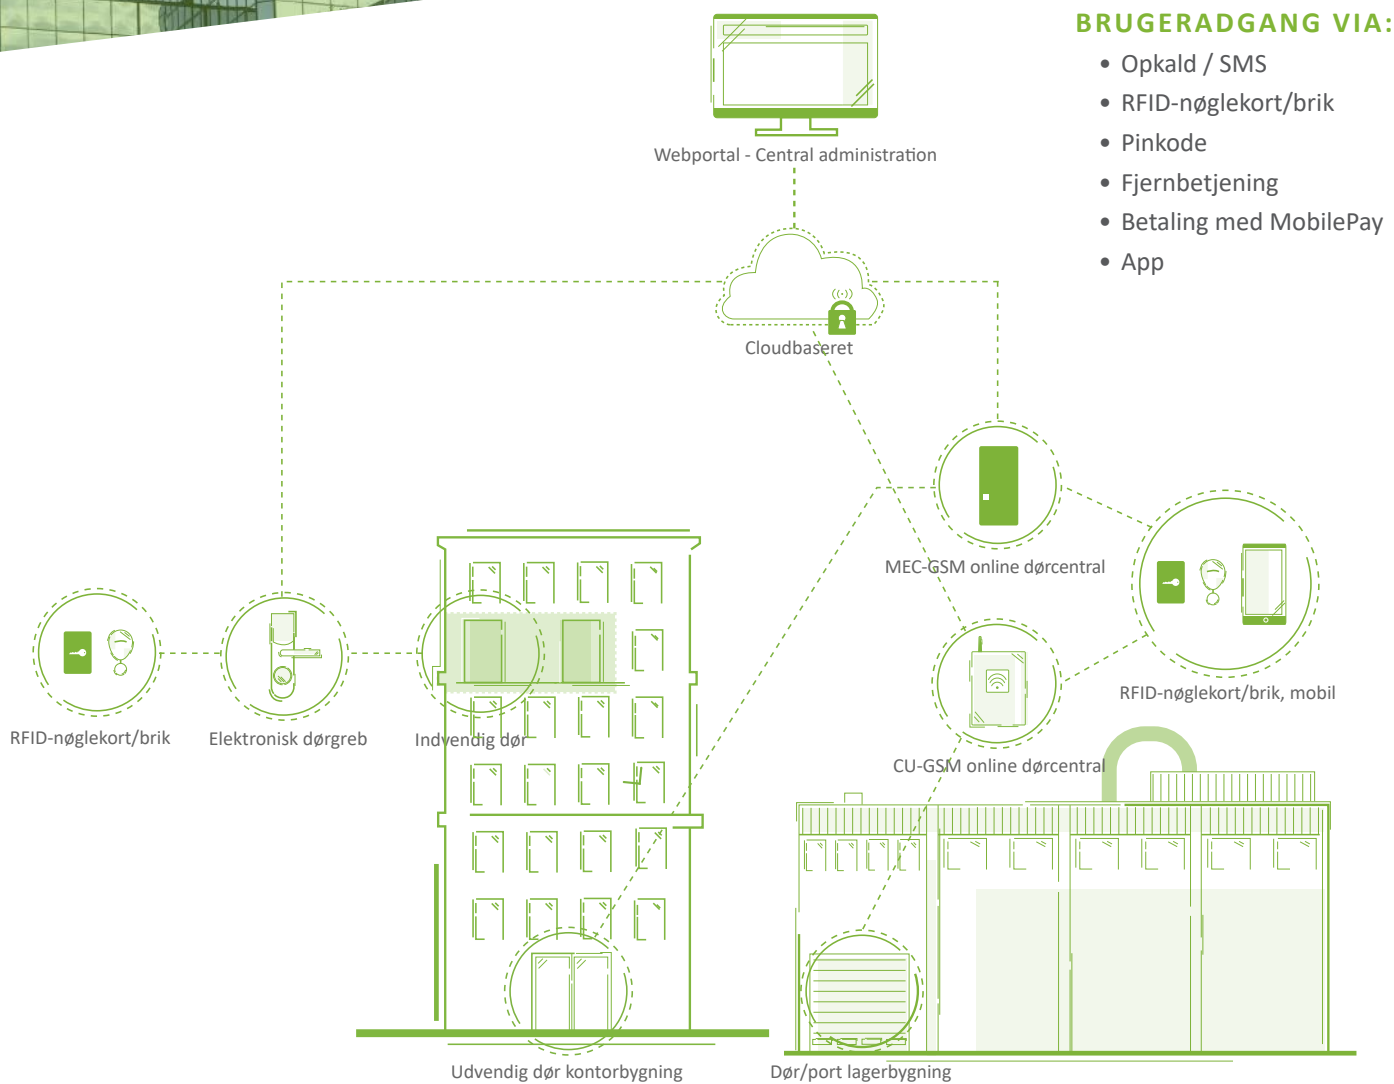 BRUGERADGANG VIA:
• Opkald / SMS
• RFID-nøglekort/brik
• Pinkode
• Fjernbetjening
• Betaling med MobilePay
• App
Webportal - Central administration
Cloudbaseret
MEC-GSM online dørcentral
RFID-nøglekort/brik, mobil
RFID-nøglekort/brik
Elektronisk dørgreb
Indvendig dør
CU-GSM online dørcentral
Udvendig dør kontorbygning
Dør/port lagerbygning